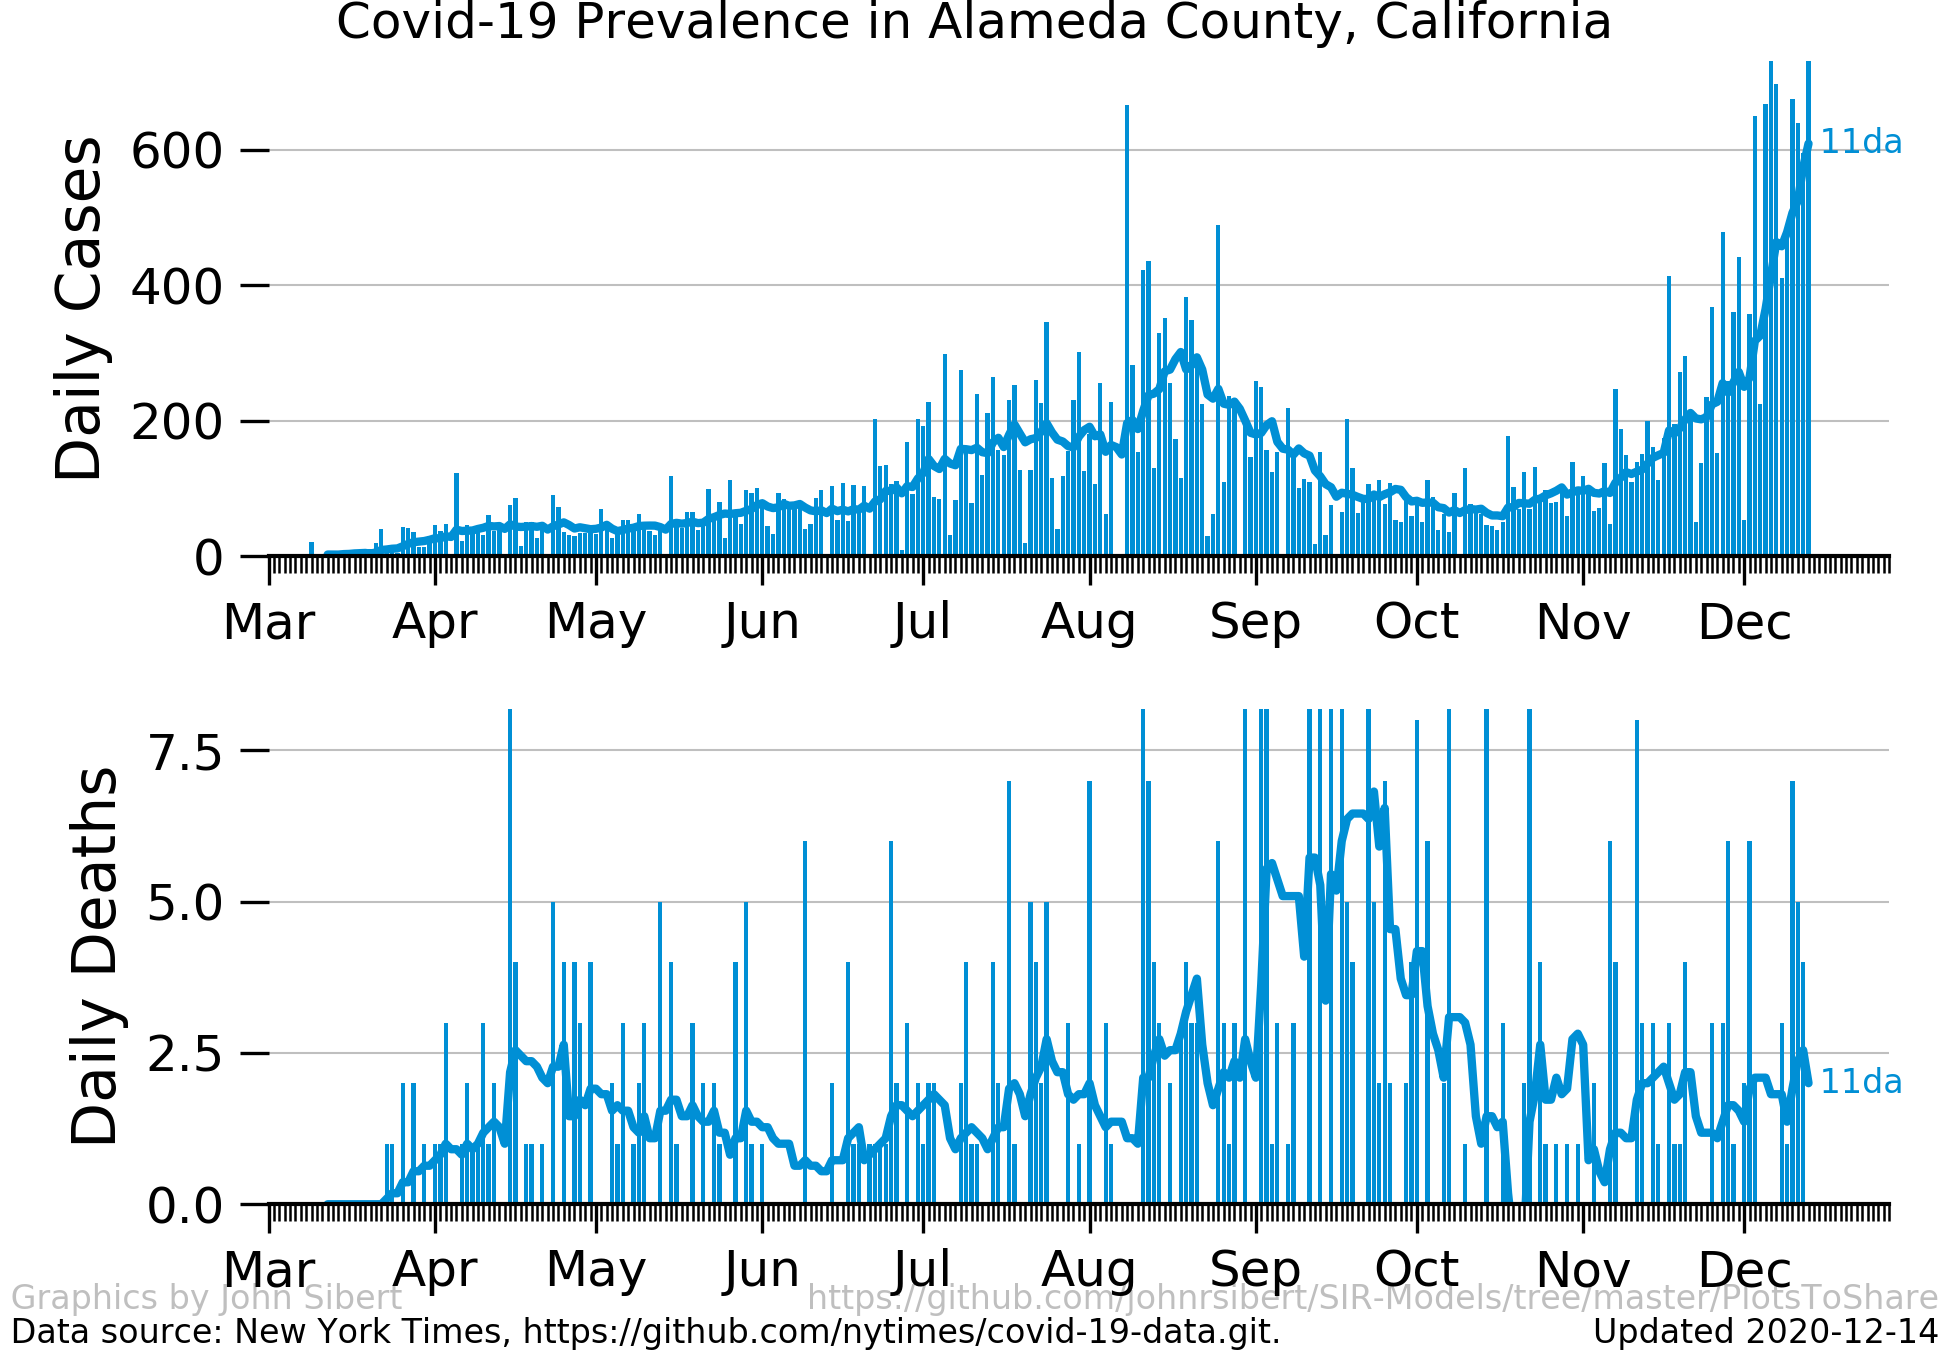 Covid-19 Prevalence in Alameda County, California
Daily Cases
600
400
200
0
11da
Mar Apr May Jun Jul Aug Sep Oct Nov Dec
Daily Deaths
7.5
5.0
2.5
0.0
11da
Mar Apr May Jun Jul Aug Sep Oct Nov Dec
Graphics by John Sibert https://github.com/johnrsibert/SIR-Models/tree/master/PlotsToShare
Data source: New York Times, https://github.com/nytimes/covid-19-data.git. Updated 2020-12-14